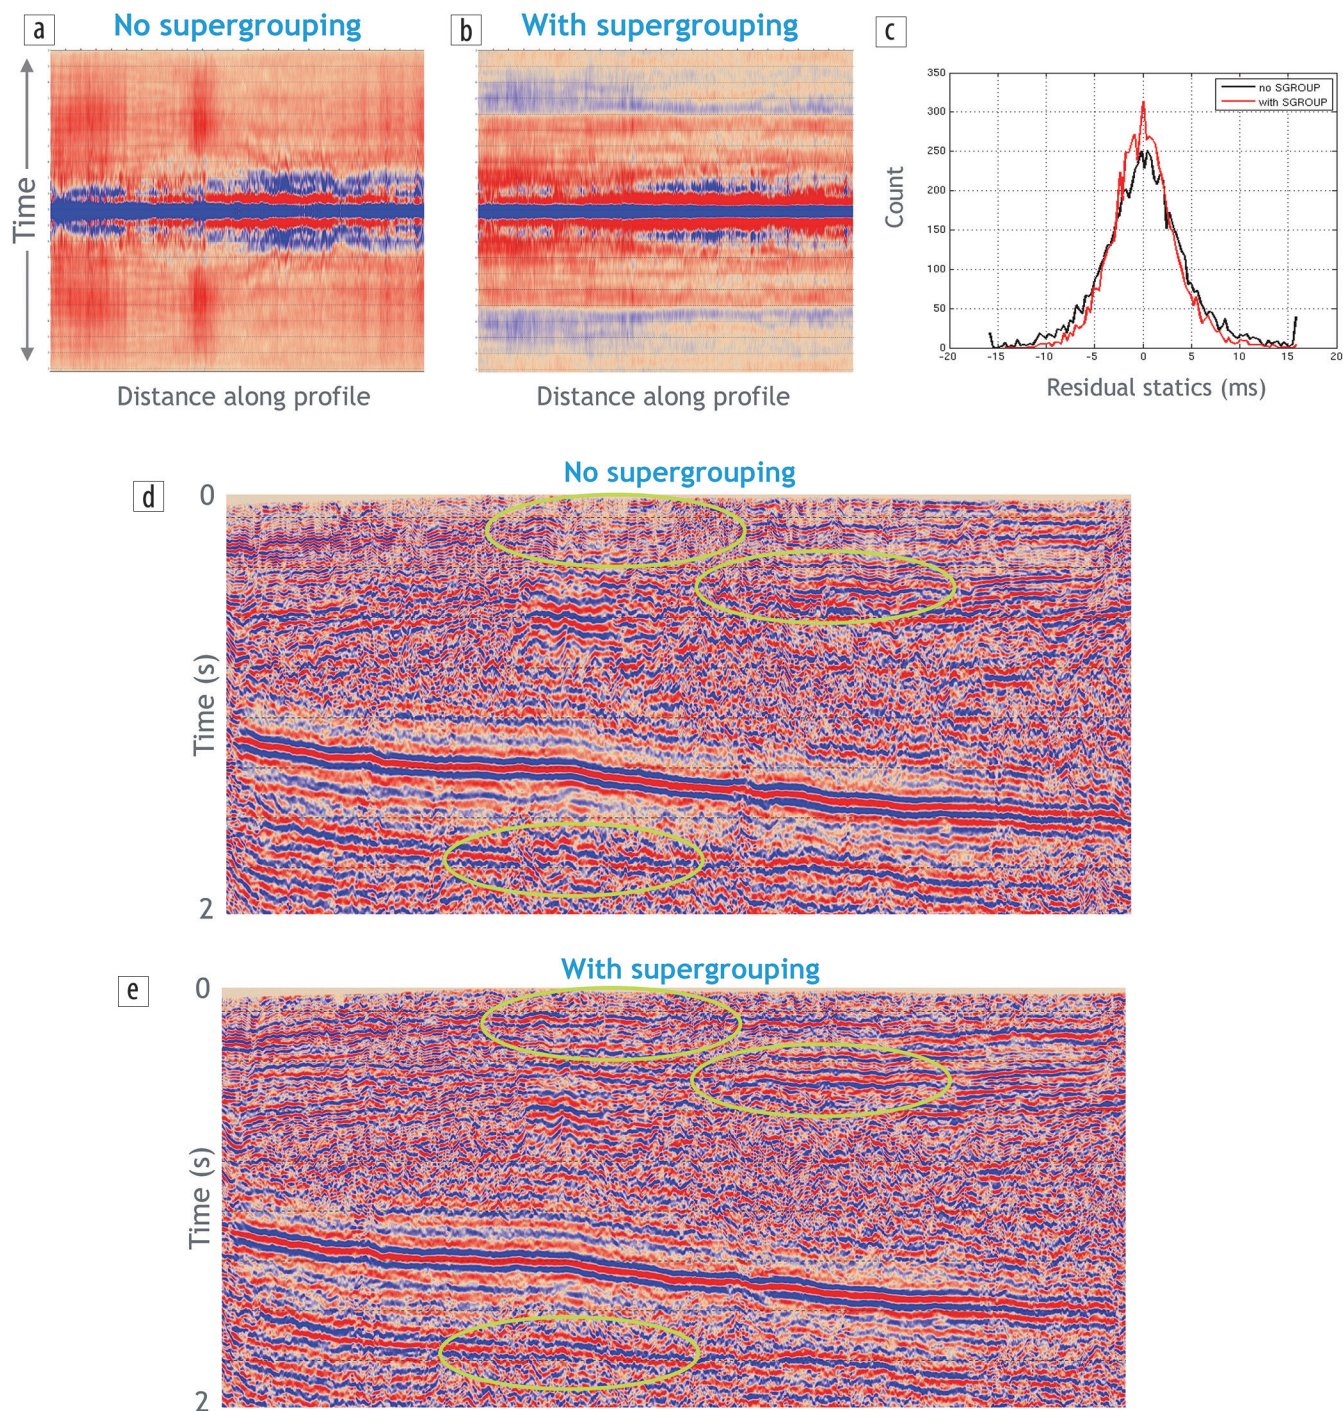 a
No supergrouping
b
With supergrouping
c
Time
Distance along profile
Distance along profile
350
300
250
200
150
100
50
0
-20
-15
-10
-5
0
5
10
15
20
no SGROUP
with SGROUP
Count
Residual statics (ms)
No supergrouping
d
0
Time (s)
2
With supergrouping
e
0
Time (s)
2